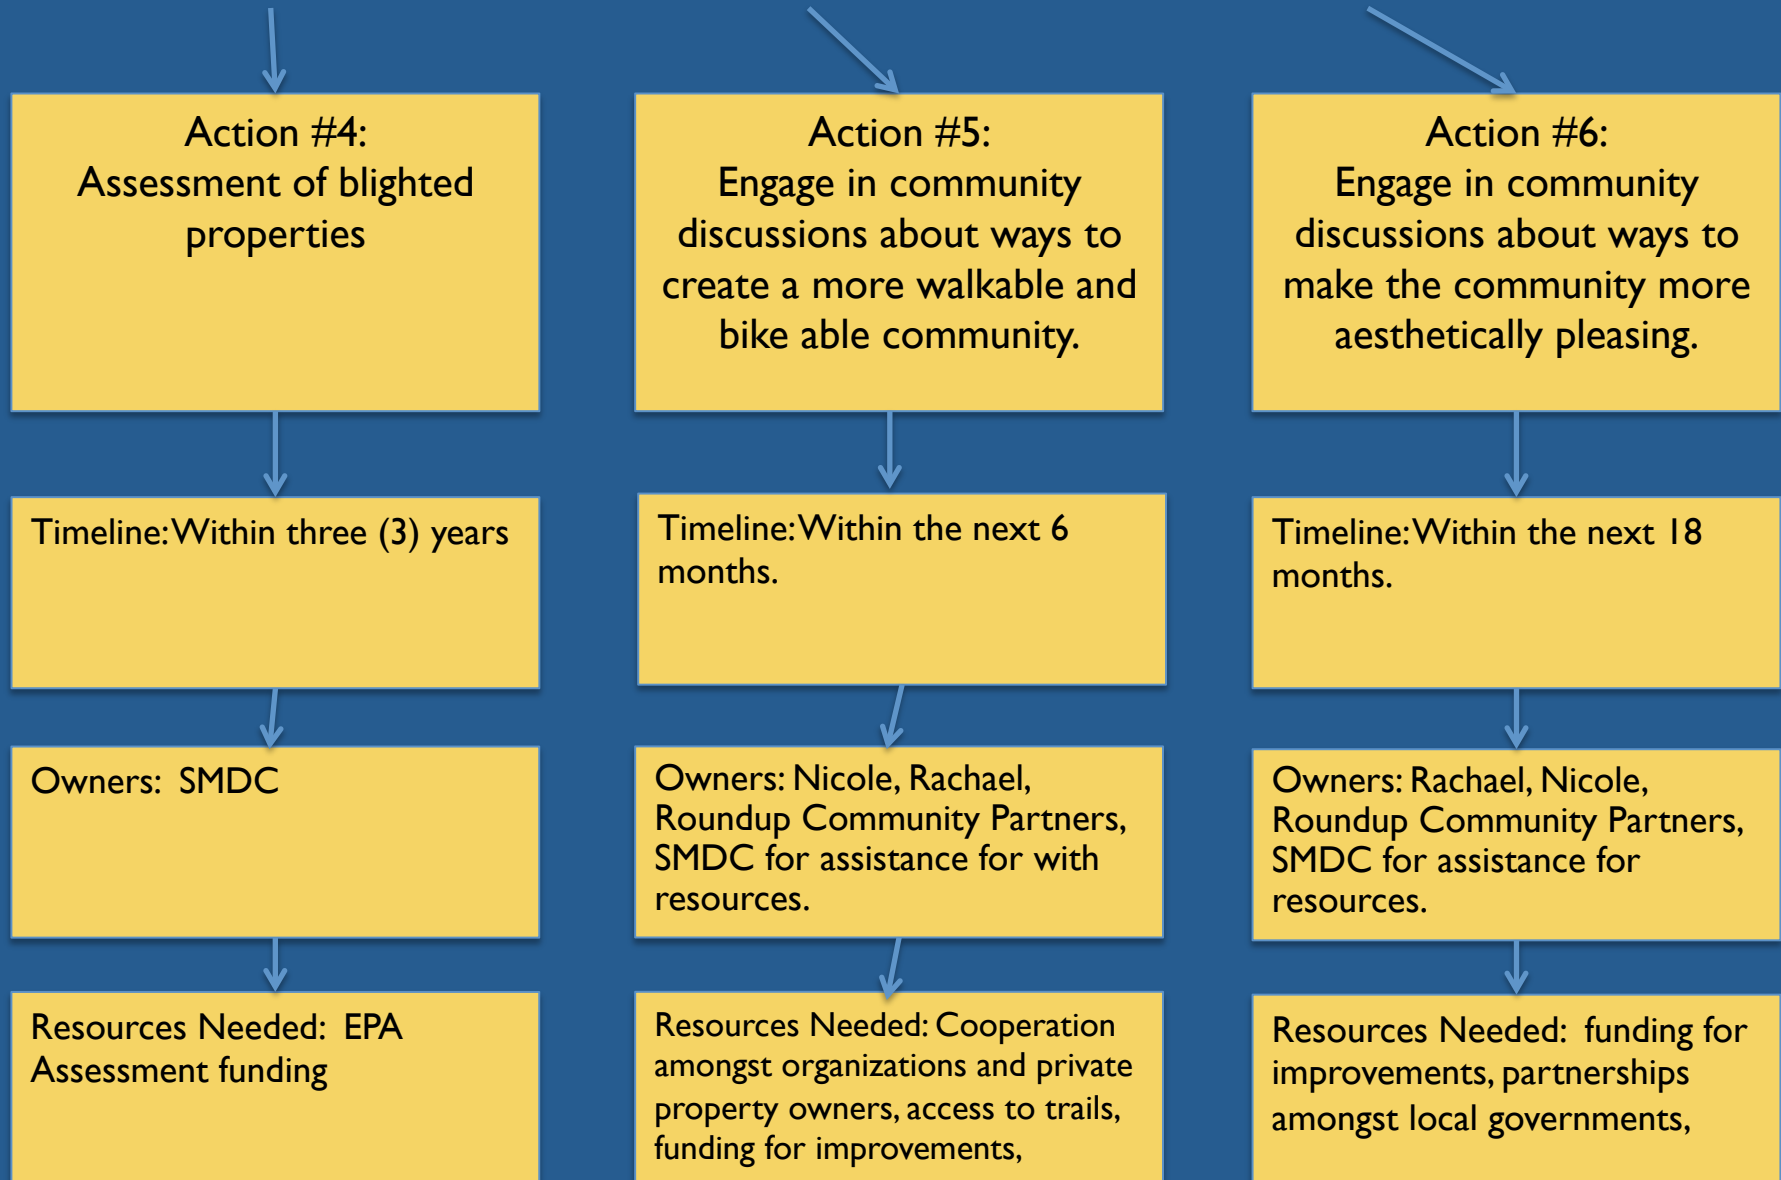 Action #4:
Assessment of blighted
properties
Timeline: Within three (3) years
Owners: SMDC
Resources Needed: EPA
Assessment funding
Action #5:
Engage in community
discussions about ways to
create a more walkable and
bike able community.
Timeline: Within the next 6
months.
Owners: Nicole, Rachael,
Roundup Community Partners,
SMDC for assistance for with
resources.
Resources Needed: Cooperation
amongst organizations and private
property owners, access to trails,
funding for improvements,
Action #6:
Engage in community
discussions about ways to
make the community more
aesthetically pleasing.
Timeline: Within the next 18
months.
Owners: Rachael, Nicole,
Roundup Community Partners,
SMDC for assistance for
resources.
Resources Needed: funding for
improvements, partnerships
amongst local governments,